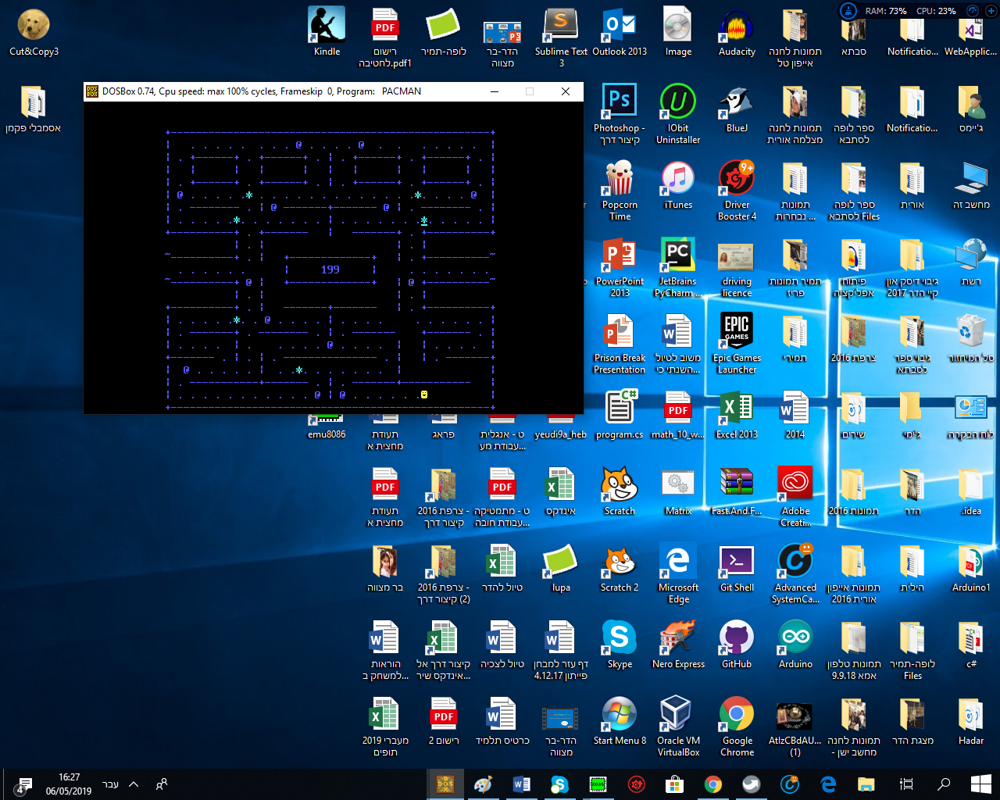 RAM: 73% CPU: 23%
Cut&Copy3
Kindle
רישום
לחטיבה.pdf1
לופה-תמיר
הדר-בר
מצווה
Sublime Text
3
Outlook 2013
Image
Audacity
תמונות לחנה
אייפון טל
סבתא
Notificatio...
WebApplic...
DOSBox 0.74, Cpu speed: max 100% cycles, Frameskip 0, Program: PACMAN
199
אסמבלי פקמן
Photoshop -
קיצור דרך
IObit
Uninstaller
BlueJ
תמונות לחנה
מצלמה אורית
ספר לופה
לסבתא
Notificatio...
ג'יימס
Popcorn
Time
iTunes
9+
Driver
Booster 4
תמונות
נבחרות ...
ספר לופה
לסבתא Files
אורית
מחשב זה
PowerPoint
2013
JetBrains
PyCharm ...
driving
licence
תמיר תמונות
פריז
פיתוח
אפליקציה
גיבוי דיסק און
קיי הדר 2017
רשת
Prison Break
Presentation
משוב לטיול
השנתי כי...
Epic Games
Launcher
תמירי
צרפת 2016
גיבוי ספר
לסבתא
סל המיחזור
emu8086
תעודת
מחצית א
פראג
ט - אנגלית
עבודת מע...
yeudi9a_heb
program.cs
math_10_w...
Excel 2013
2014
שירים
ג'ימי
לוח הבקרה
תעודת
מחצית א
צרפת 2016 -
קיצור דרך
ט - מתמטיקה
עבודת חובה...
אינדקס
Scratch
Matrix
Fast.And.F...
Adobe
Creati...
תמונות 2016
הדר
.idea
בר מצווה
צרפת 2016 -
קיצור דרך (2)
טיול להדר
lupa
Scratch 2
Microsoft
Edge
Git Shell
Advanced
SystemCa...
תמונות אייפון
אורית 2016
הילית
Arduino1
הוראות
למשחק ב...
קיצור דרך אל
אינדקס שיר...
טיול לצכיה
דף עזר למבחן
פייתון 4.12.17
Skype
Nero Express
GitHub
Arduino
תמונות טלפון
אמא 9.9.18
לופה-תמיר
Files
c#
מעברי 2019
תופים
רישום 2
כרטיס תלמיד
הדר-בר
מצווה
Start Menu 8
Oracle VM
VirtualBox
Google
Chrome
AtlzCBdAU...
(1)
תמונות לחנה
מחשב ישן -
מצגת הדר
Hadar
4
16:27
06/05/2019
עבר